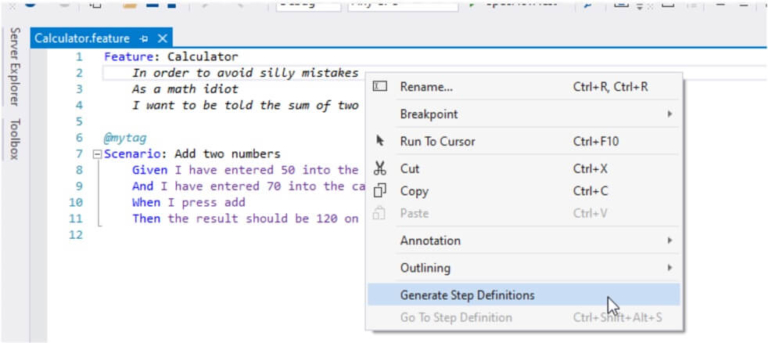 Server Explorer
Toolbox
Calculator.feature
1 Feature: Calculator
2 In order to avoid silly mistakes
3 As a math idiot
4 I want to be told the sum of two
5
6 @mytag
7 Scenario: Add two numbers
8 Given I have entered 50 into the
9 And I have entered 70 into the ca
10 When I press add
11 Then the result should be 120 on
12
Rename... Ctrl+R, Ctrl+R
Breakpoint
Run To Cursor Ctrl+F10
Cut Ctrl+X
Copy Ctrl+C
Paste Ctrl+V
Annotation
Outlining
Generate Step Definitions
Go To Step Definition Ctrl+Shift+Alt+S